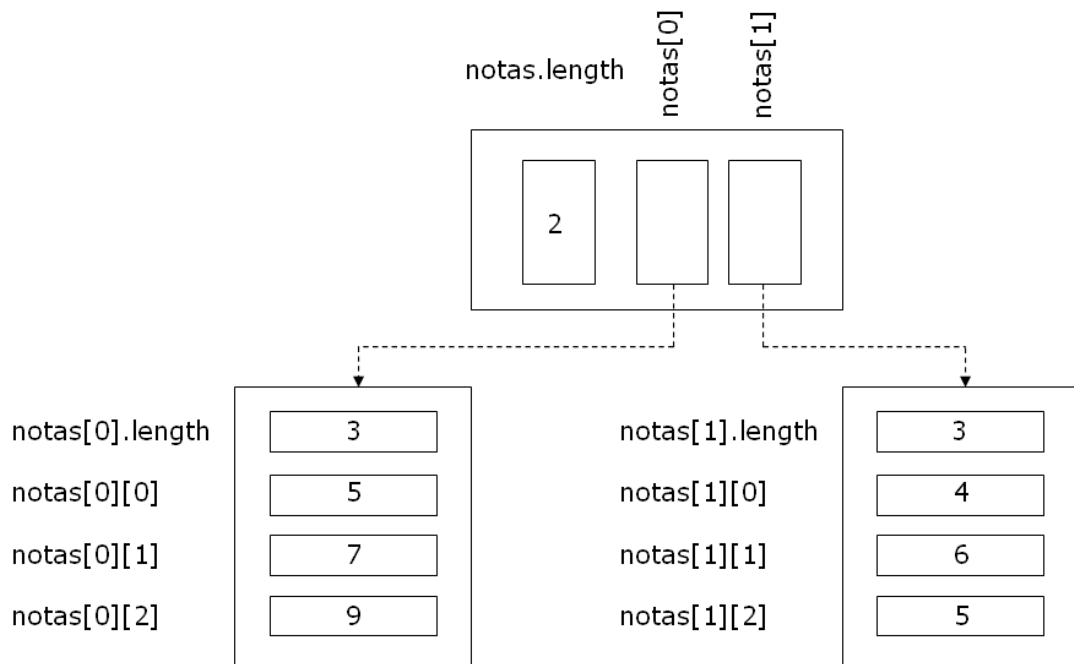 notas.length
notas[0]
notas[1]
2
notas[0].length
3
notas[0][0]
5
notas[0][1]
7
notas[0][2]
9
notas[1].length
3
notas[1][0]
4
notas[1][1]
6
notas[1][2]
5